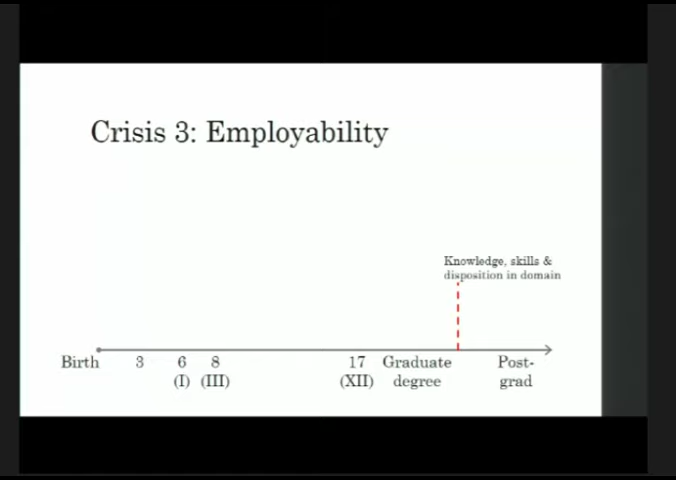 Crisis 3: Employability
Knowledge, skills &
disposition in domain
Birth 3 6 8 17 Graduate Post-
(I) (III) (XII) degree grad